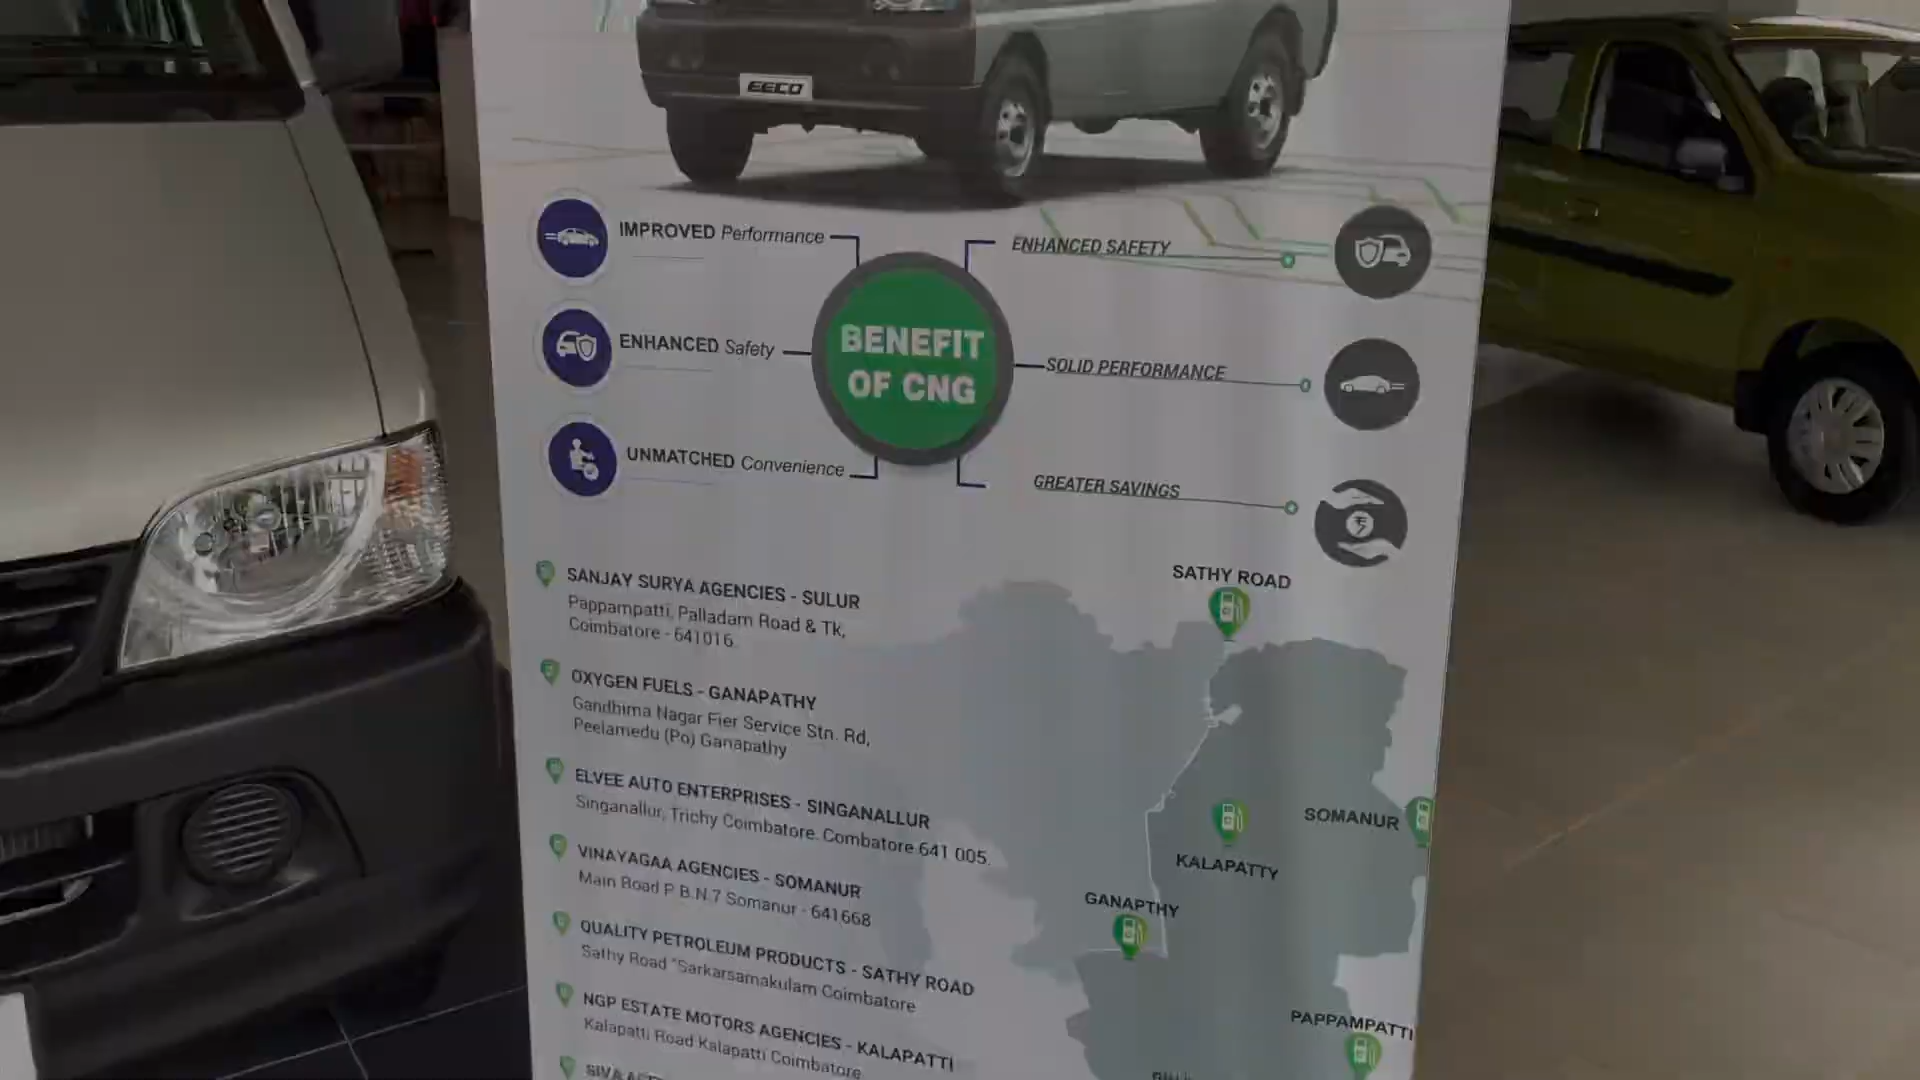 EECO
IMPROVED Performance
ENHANCED Safety
UNMATCHED Convenience
BENEFIT
OF CNG
ENHANCED SAFETY
SOLID PERFORMANCE
GREATER SAVINGS
SANJAY SURYA AGENCIES - SULUR
Pappampatti, Palladam Road & Tk,
Coimbatore - 641016.
OXYGEN FUELS - GANAPATHY
Gandhima Nagar Fier Service Stn. Rd,
Peelamedu (Po) Ganapathy
ELVEE AUTO ENTERPRISES - SINGANALLUR
Singanallur, Trichy Coimbatore. Combatore 641 005.
VINAYAGAA AGENCIES - SOMANUR
Main Road P B.N.7 Somanur - 641668
QUALITY PETROLEUM PRODUCTS - SATHY ROAD
Sathy Road "Sarkarsamakulam Coimbatore
NGP ESTATE MOTORS AGENCIES - KALAPATTI
Kalapatti Road Kalapatti Coimbatore
SIVA
SATHY ROAD
KALAPATTY
SOMANUR
GANAPTHY
PAPPAMPATTI